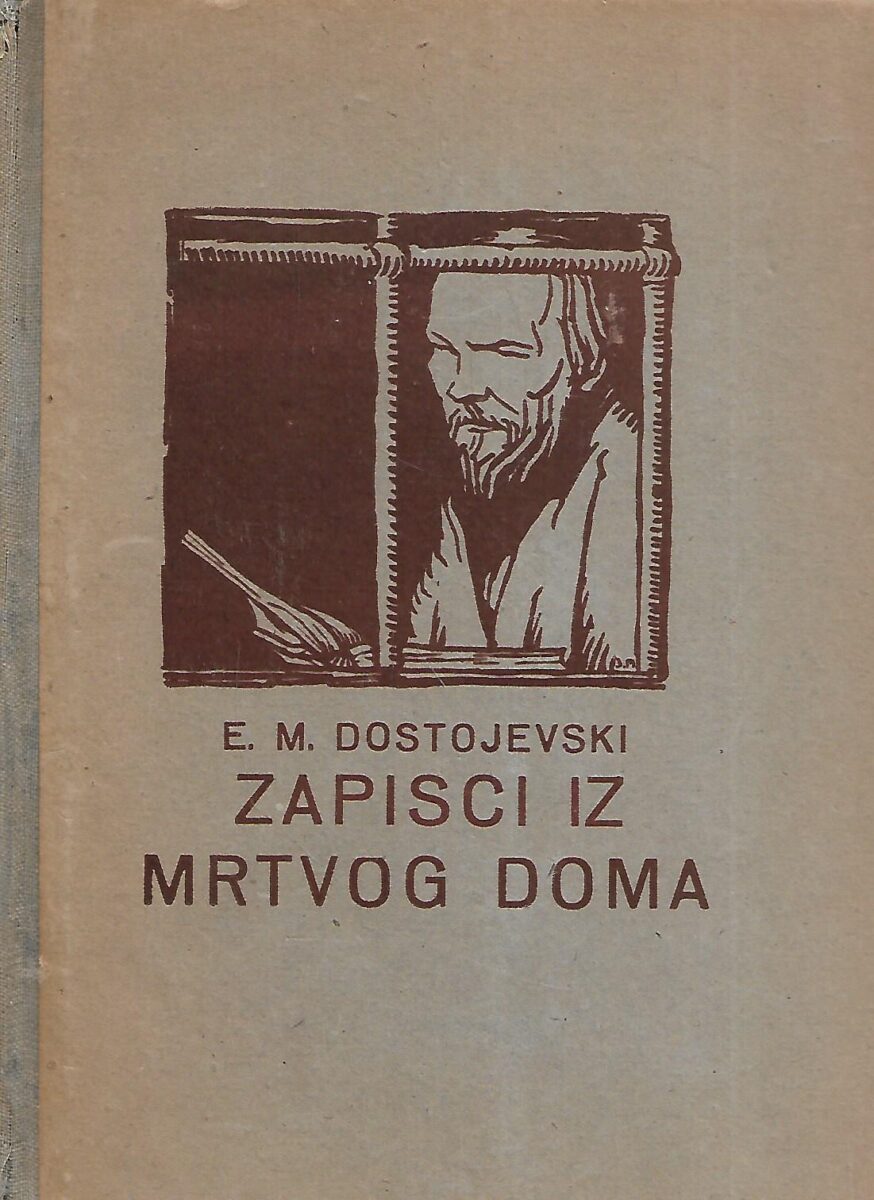 E. M. DOSTOJEVSKI
ZAPISCI IZ
MRTVOG DOMA